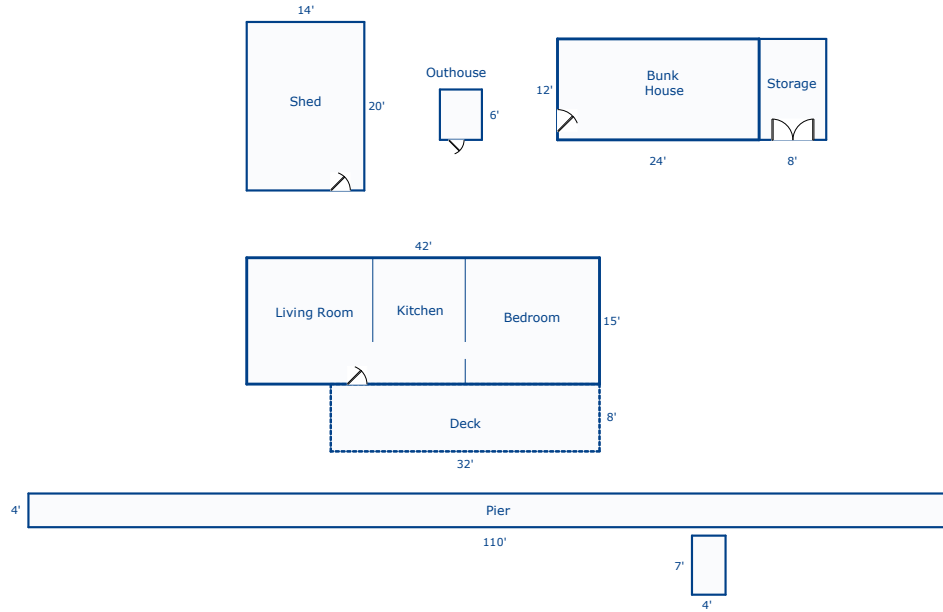 14'
Shed
20'
Outhouse
6'
12'
Bunk
House
Storage
24'
8'
42'
Living Room
Kitchen
Bedroom
15'
Deck
8'
32'
4'
Pier
110'
7'
4'